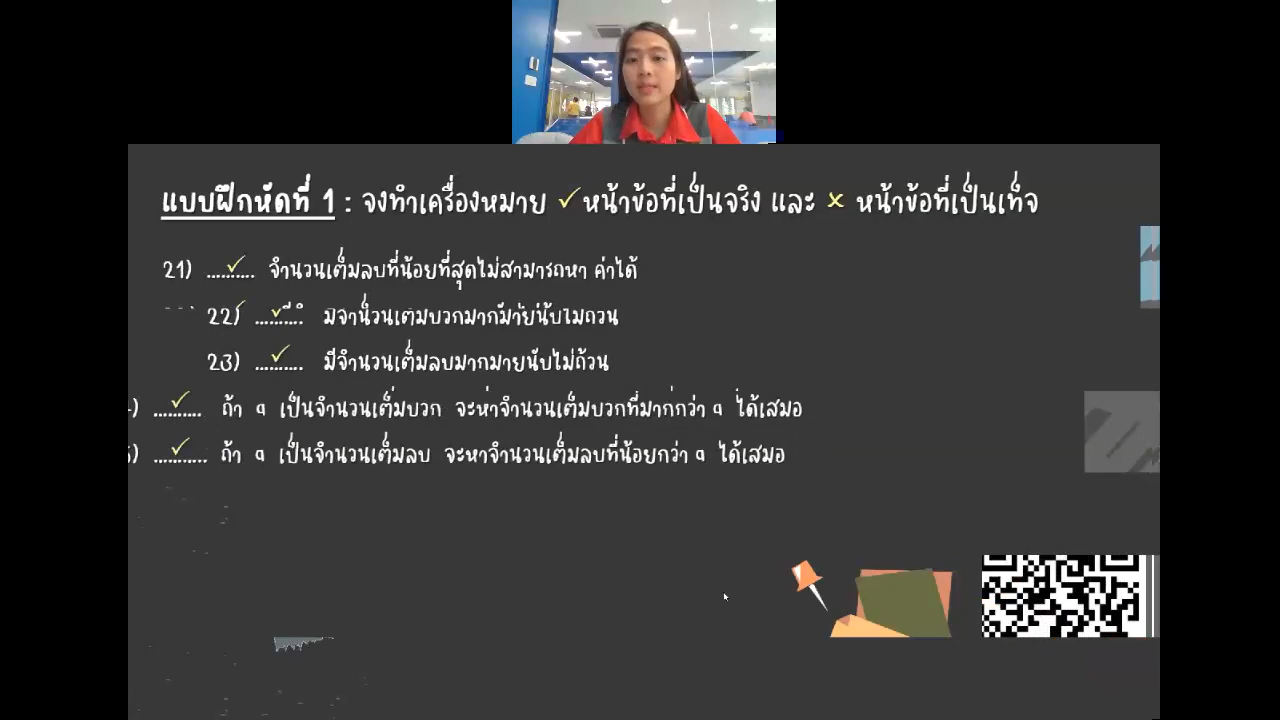 แบบฝึกหัดที่ 1 : จงทำเครื่องหมาย ✓ หน้าข้อที่เป็นจริง และ × หน้าข้อที่เป็นเท็จ
21) .......... ✓ จำนวนเต็มลบที่น้อยที่สุดไม่สามารถหา ค่าได้
22) .......... ✓ มีจำนวนเต็มบวกมากมายนับไม่ถ้วน
23) .......... ✓ มีจำนวนเต็มลบมากมายนับไม่ถ้วน
) .......... ✓ ถ้า a เป็นจำนวนเต็มบวก จะหาจำนวนเต็มบวกที่มากกว่า a ได้เสมอ
) .......... ✓ ถ้า a เป็นจำนวนเต็มลบ จะหาจำนวนเต็มลบที่น้อยกว่า a ได้เสมอ